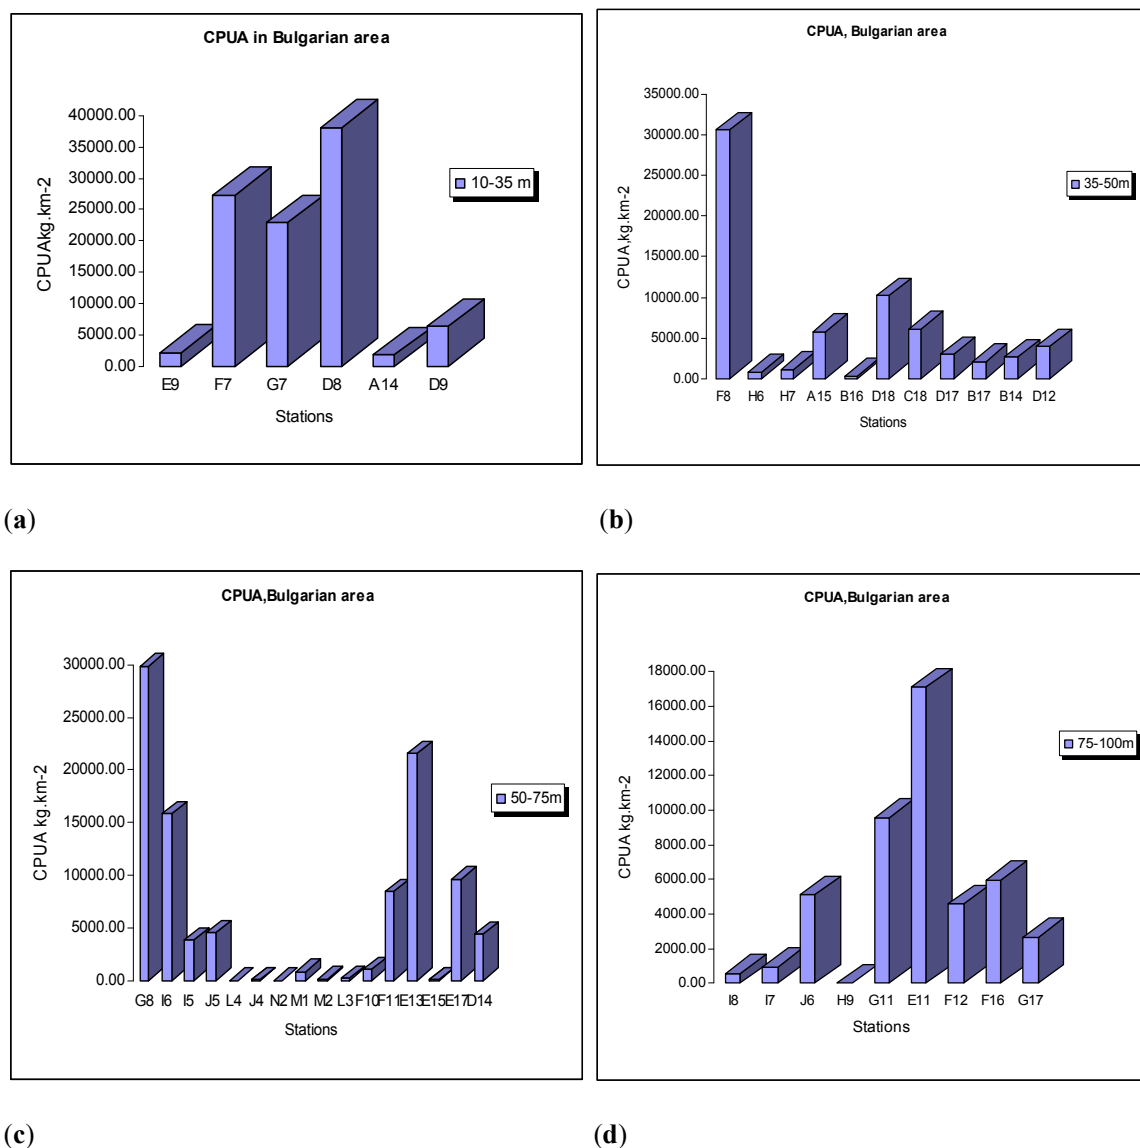 CPUA in Bulgarian area
40000.00
35000.00
30000.00
25000.00
20000.00
15000.00
10000.00
5000.00
0.00
CPUAkg.km-2
E9 F7 G7 D8 A14 D9
Stations
10-35 m
(a)
CPUA, Bulgarian area
35000.00
30000.00
25000.00
20000.00
15000.00
10000.00
5000.00
0.00
CPUA,kg.km-2
F8 H6 H7 A15 B16 D18 C18 D17 B17 B14 D12
Stations
35-50m
(b)
CPUA,Bulgarian area
30000.00
25000.00
20000.00
15000.00
10000.00
5000.00
0.00
CPUA kg.km-2
G8 I6 I5 J5 L4 J4 N2 M1 M2 L3 F10 F11 E13 E15 E17 D14
Stations
50-75m
(c)
CPUA,Bulgarian area
18000.00
16000.00
14000.00
12000.00
10000.00
8000.00
6000.00
4000.00
2000.00
0.00
CPUA kg.km-2
I8 I7 J6 H9 G11 E11 F12 F16 G17
Stations
75-100m
(d)